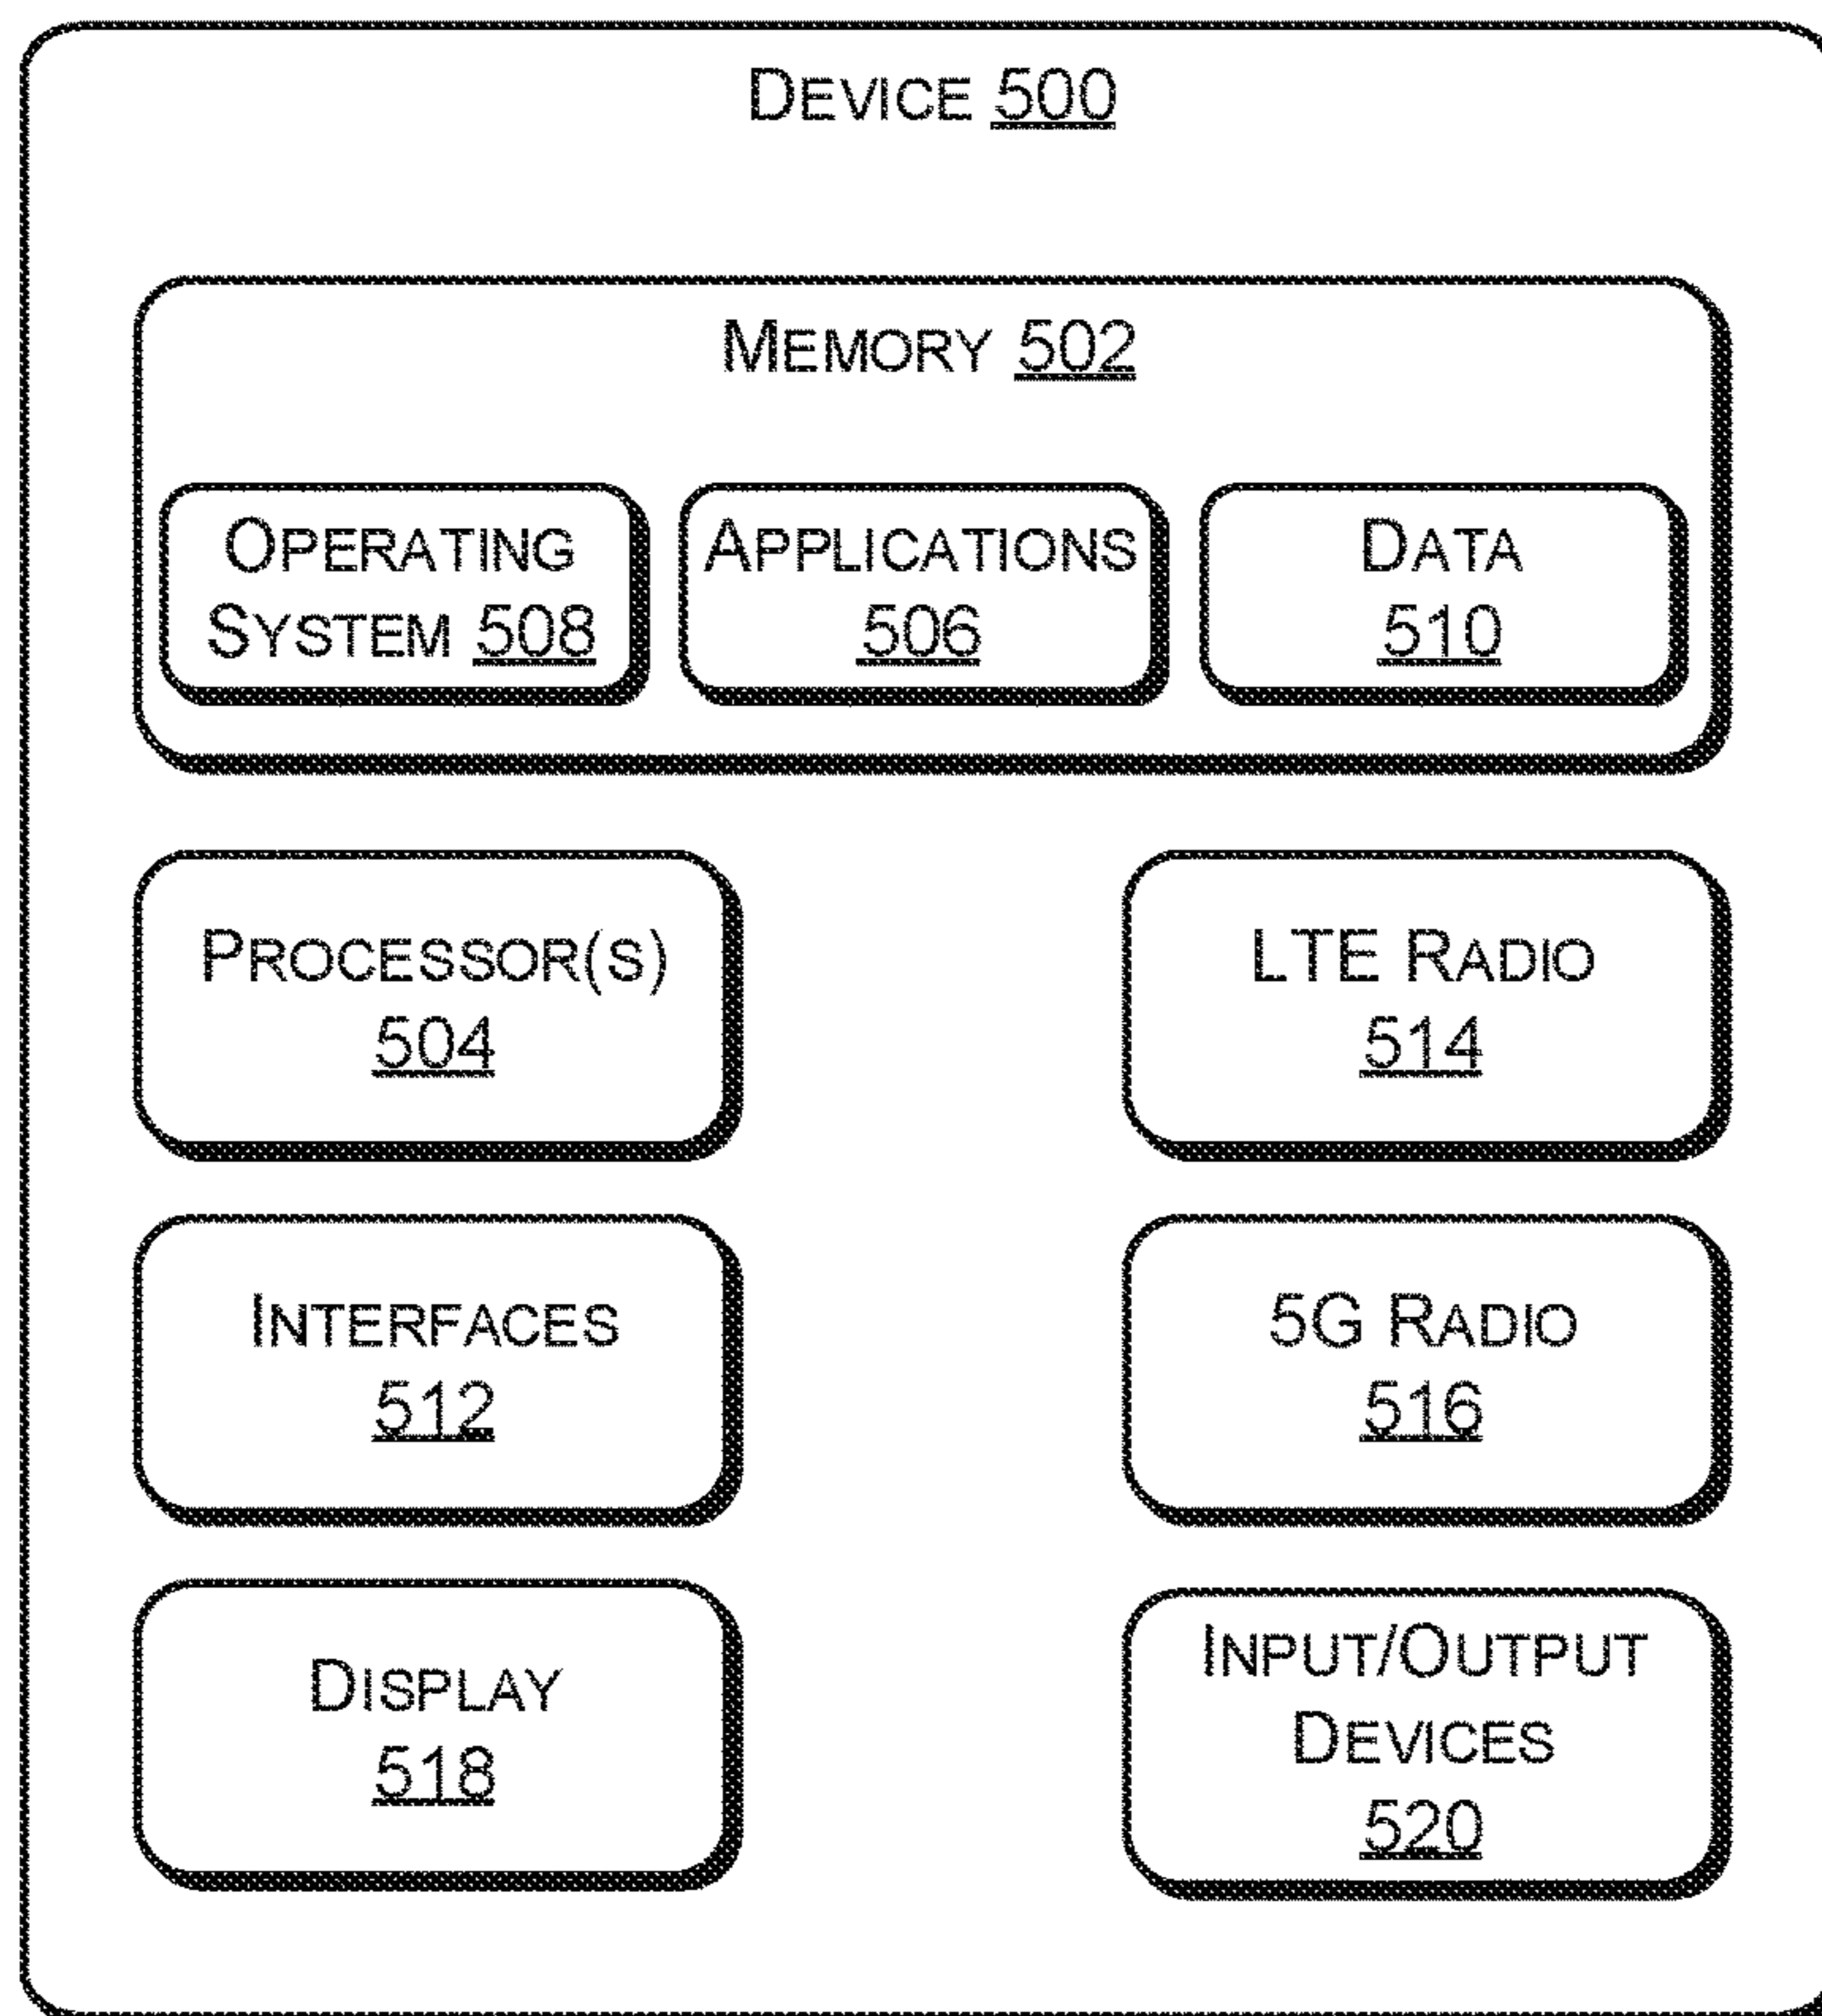 DEVICE 500
MEMORY 502
OPERATING
SYSTEM 508
APPLICATIONS
506
DATA
510
PROCESSOR(S)
504
LTE RADIO
514
INTERFACES
512
5G RADIO
516
DISPLAY
518
INPUT/OUTPUT
DEVICES
520